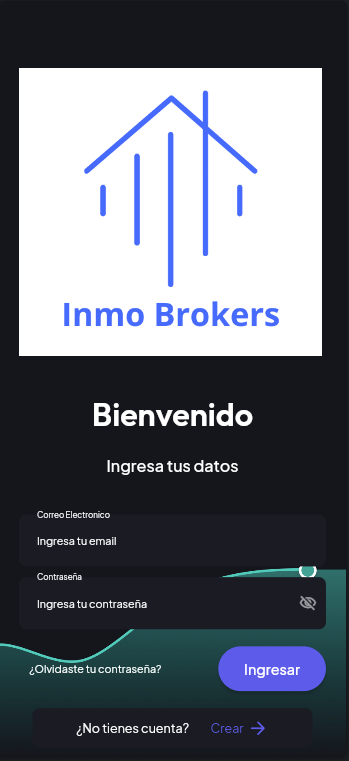 Inmo Brokers
Bienvenido
Ingresa tus datos
Correo Electronico
Ingresa tu email
Contraseña
Ingresa tu contraseña
¿Olvidaste tu contraseña?
Ingresar
¿No tienes cuenta? Crear